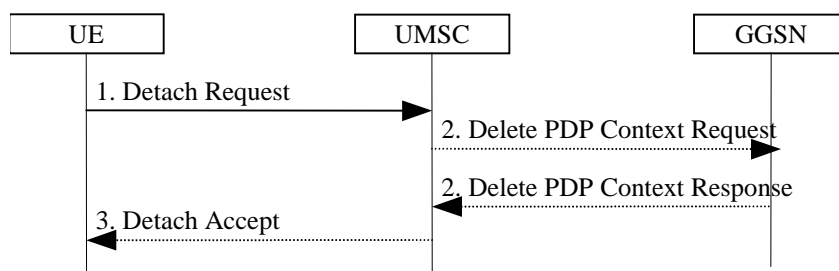 UE
UMSC
GGSN
1. Detach Request
2. Delete PDP Context Request
2. Delete PDP Context Response
3. Detach Accept